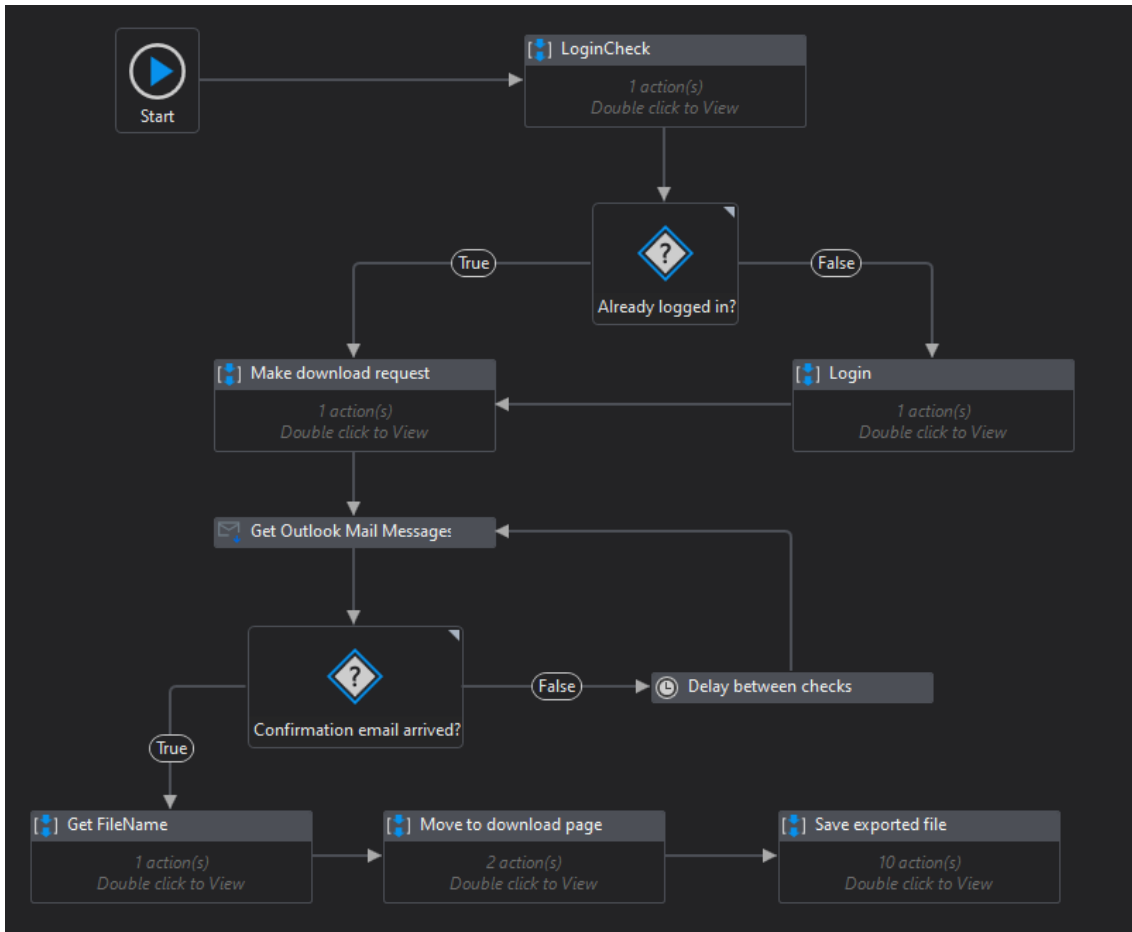 Start
LoginCheck
1 action(s)
Double click to View
Already logged in?
True
False
Make download request
1 action(s)
Double click to View
Login
1 action(s)
Double click to View
Get Outlook Mail Messages
Confirmation email arrived?
False
Delay between checks
True
Get FileName
1 action(s)
Double click to View
Move to download page
2 action(s)
Double click to View
Save exported file
10 action(s)
Double click to View